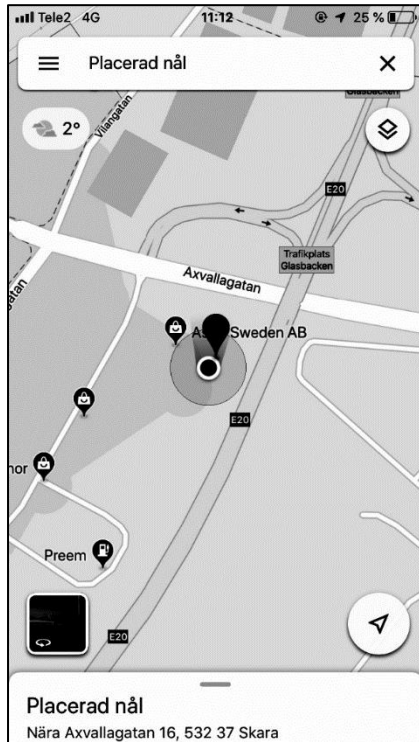 Tele2 4G 11:12 25 %
Placerad nål
Glasbacken
2°
Vilangatan
E20
Trafikplats
Glasbacken
Axvallagatan
Sweden AB
E20
Preem
E20
Placerad nål
Nära Axvallagatan 16, 532 37 Skara